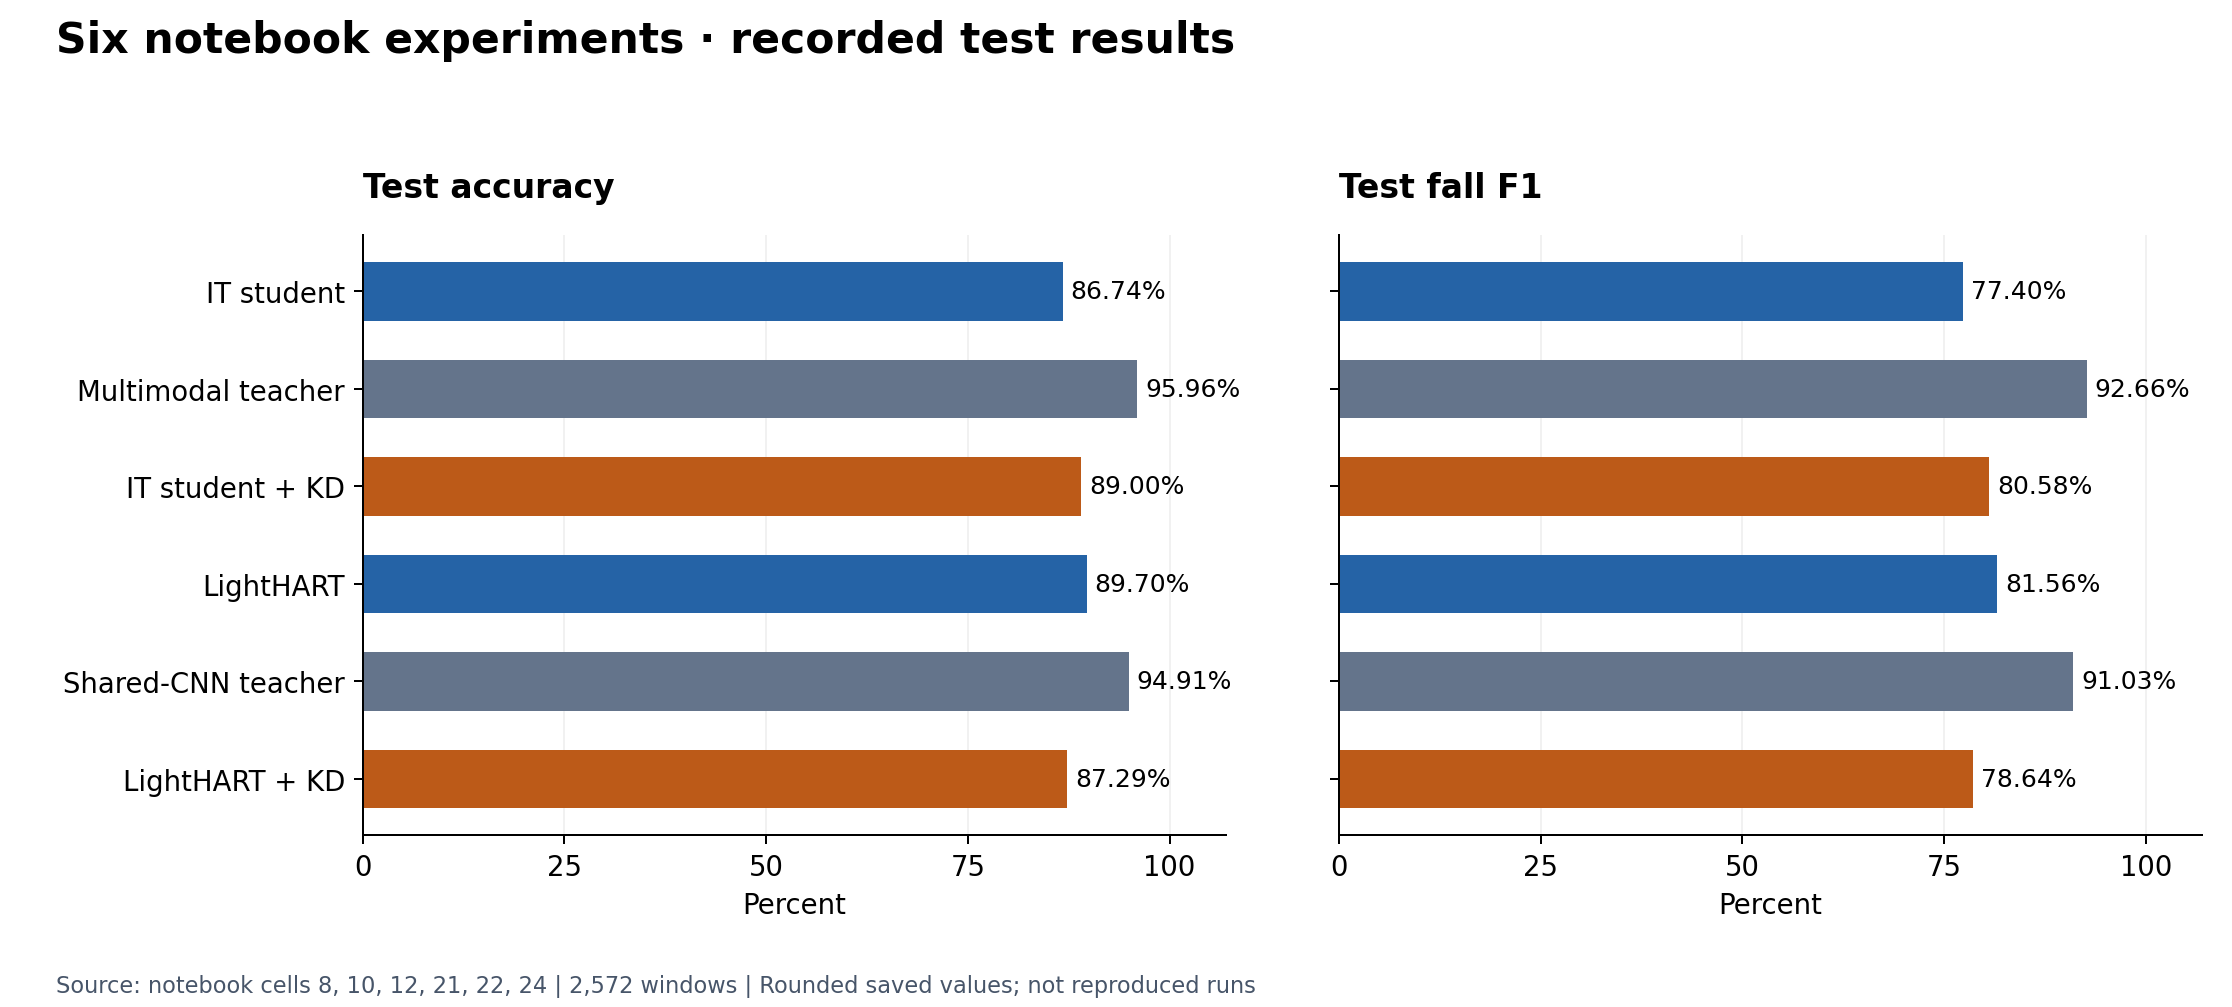 Six notebook experiments · recorded test results
Test accuracy
IT student
86.74%
Multimodal teacher
95.96%
IT student + KD
89.00%
LightHART
89.70%
Shared-CNN teacher
94.91%
LightHART + KD
87.29%
0 25 50 75 100
Percent
Test fall F1
77.40%
92.66%
80.58%
81.56%
91.03%
78.64%
0 25 50 75 100
Percent
Source: notebook cells 8, 10, 12, 21, 22, 24 | 2,572 windows | Rounded saved values; not reproduced runs